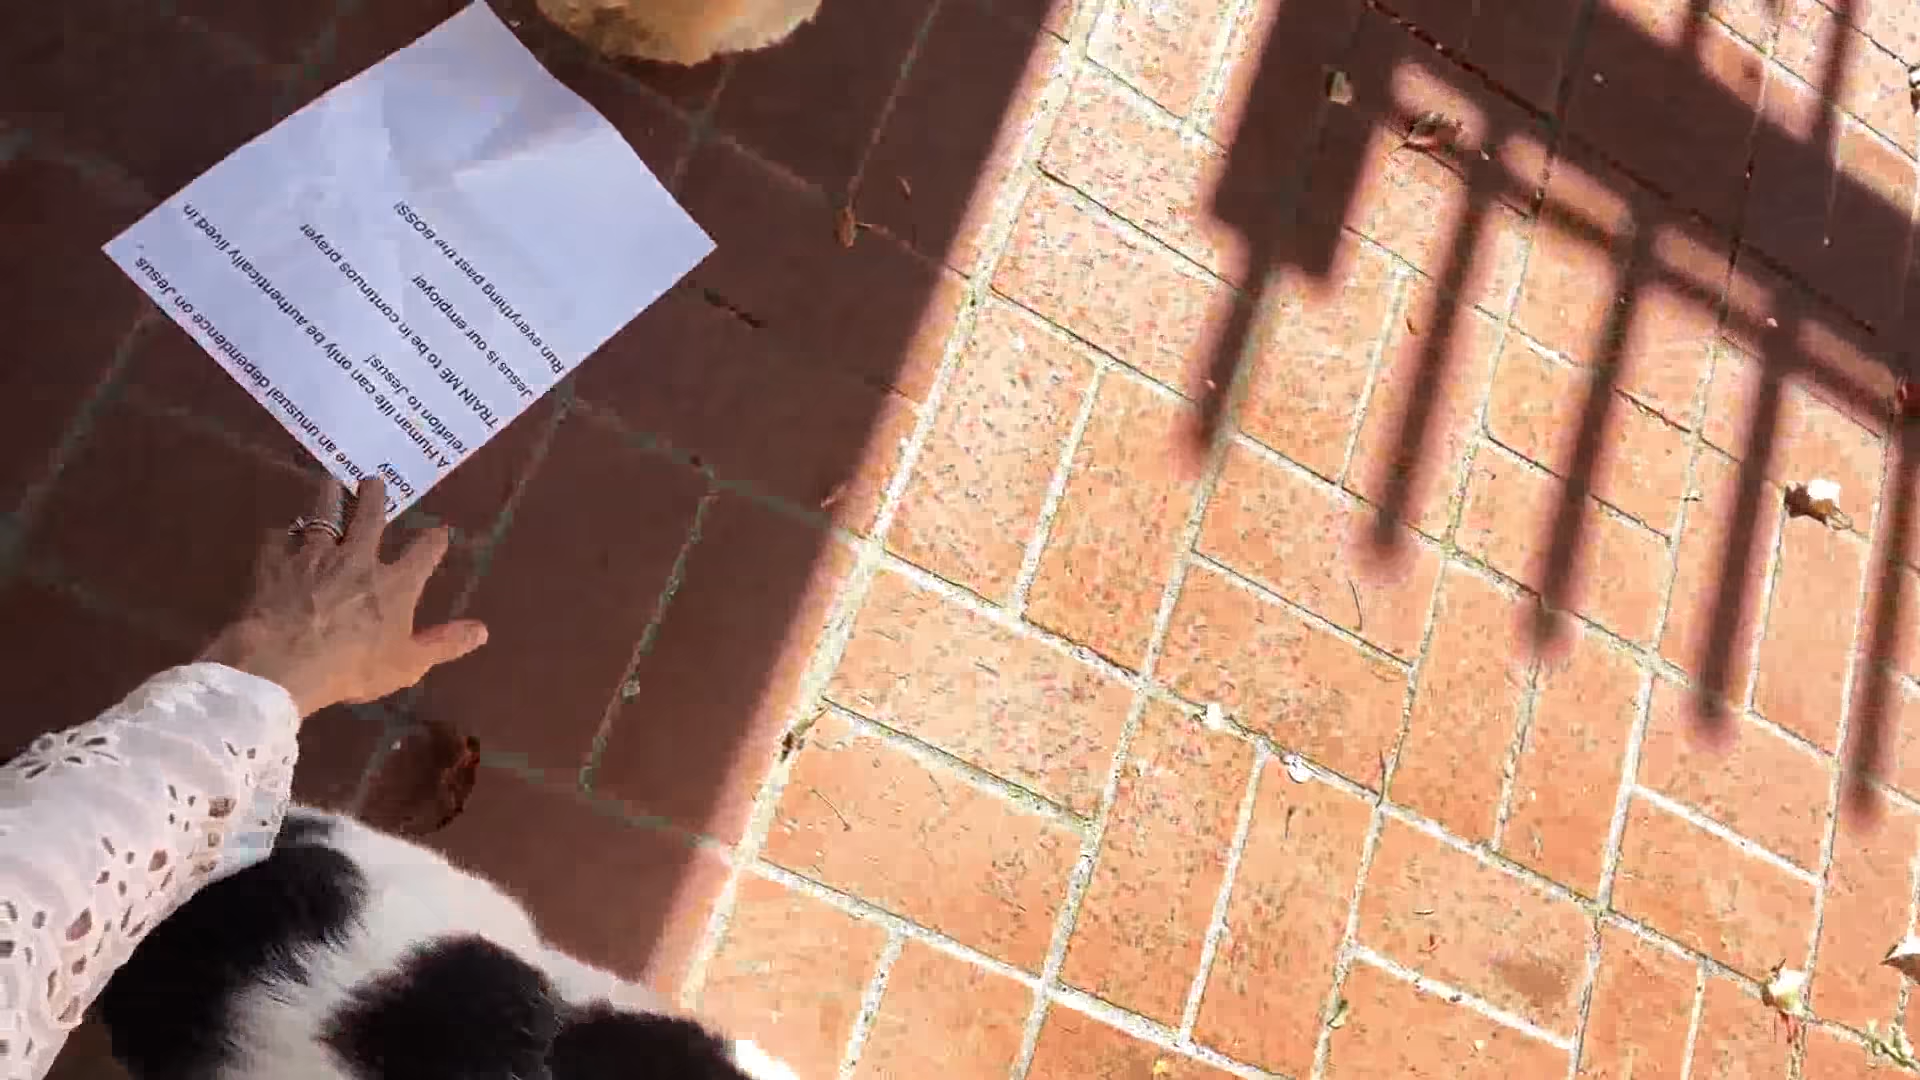 have an unusual dependence on Jesus
today
A Human life can only be authentically lived in
relation to Jesus!
TRAIN ME to be in continuos prayer
Jesus is our employer
Run everything past the BOSS!